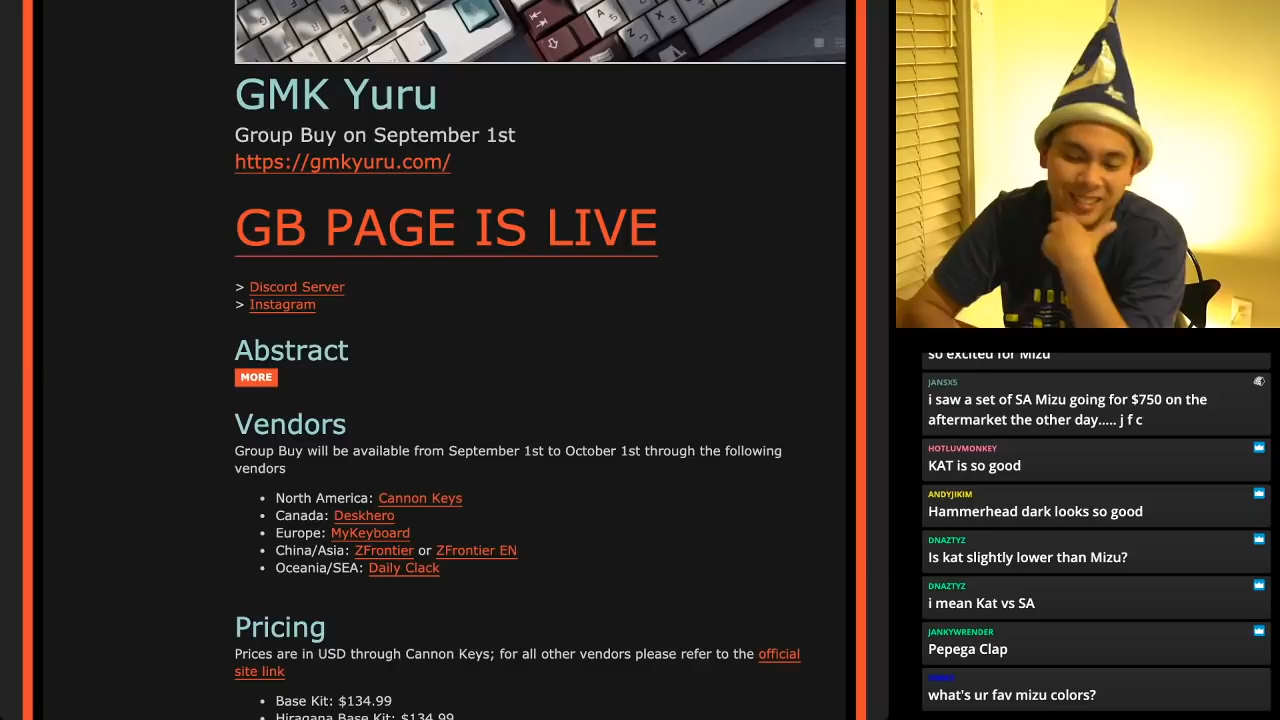 GMK Yuru
Group Buy on September 1st
https://gmkyuru.com/
GB PAGE IS LIVE
> Discord Server
> Instagram
Abstract
MORE
Vendors
Group Buy will be available from September 1st to October 1st through the following
vendors
• North America: Cannon Keys
• Canada: Deskhero
• Europe: MyKeyboard
• China/Asia: ZFrontier or ZFrontier EN
• Oceania/SEA: Daily Clack
Pricing
Prices are in USD through Cannon Keys; for all other vendors please refer to the official
site link
• Base Kit: $134.99
Hiragana Base Kit: $134.99
so excited for Mizu
JANSX5
i saw a set of SA Mizu going for $750 on the
aftermarket the other day..... j f c
HOTLUVMONKEY
KAT is so good
ANDYJIKIM
Hammerhead dark looks so good
DNAZTYZ
Is kat slightly lower than Mizu?
DNAZTYZ
i mean Kat vs SA
JANKYWRENDER
Pepega Clap
what's ur fav mizu colors?